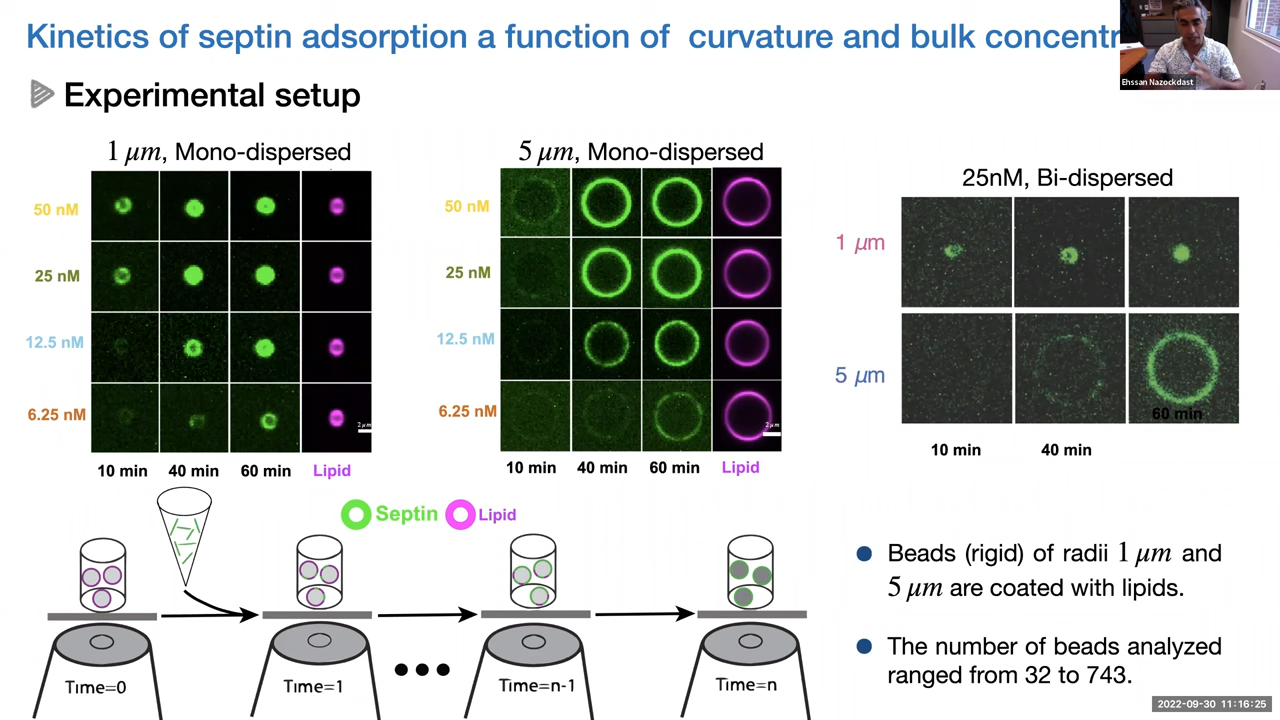 Kinetics of septin adsorption a function of curvature and bulk concentr
Ehssan Nazockdast
Experimental setup
1 μm, Mono-dispersed
50 nM
25 nM
12.5 nM
6.25 nM
2 μm
10 min 40 min 60 min Lipid
5 μm, Mono-dispersed
50 nM
25 nM
12.5 nM
6.25 nM
2 μm
10 min 40 min 60 min Lipid
25nM, Bi-dispersed
1 μm
5 μm
60 min
10 min 40 min
Septin Lipid
Time=0 Time=1 Time=n-1 Time=n
Beads (rigid) of radii 1 μm and
5 μm are coated with lipids.
The number of beads analyzed
ranged from 32 to 743.
2022-09-30 11:16:25